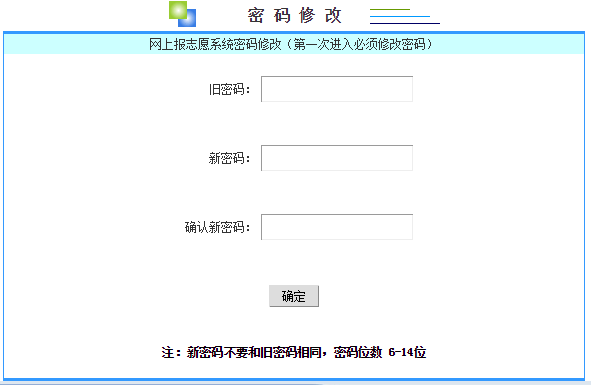 密码修改
网上报志愿系统密码修改（第一次进入必须修改密码）
旧密码：
新密码：
确认新密码：
确定
注：新密码不要和旧密码相同，密码位数 6-14位